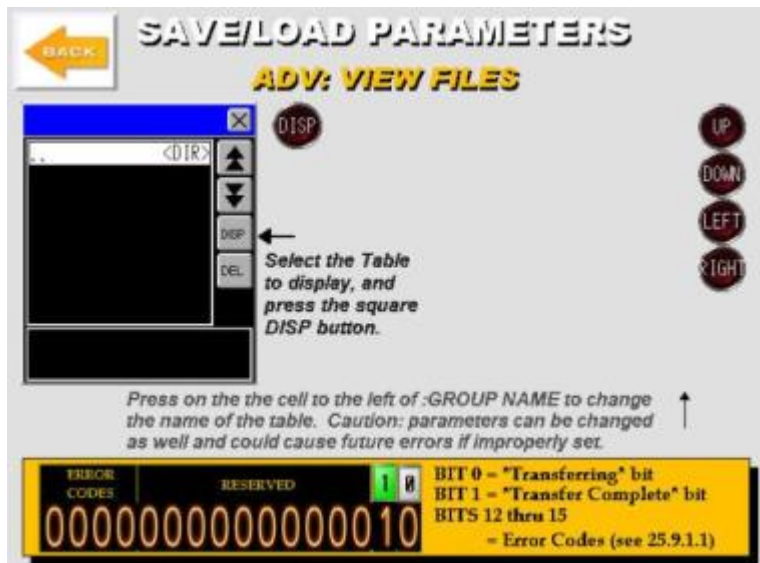 BACK
SAVE/LOAD PARAMETERS
ADV: VIEW FILES
DISP
UP
DOWN
LEFT
RIGHT
.. <DIR>
DISP
DEL
Select the Table
to display, and
press the square
DISP button.
Press on the the cell to the left of :GROUP NAME to change
the name of the table. Caution: parameters can be changed
as well and could cause future errors if improperly set.
ERROR
CODES
RESERVED
1 0
0000000000000010
BIT 0 = "Transferring" bit
BIT 1 = "Transfer Complete" bit
BITS 12 thru 15
= Error Codes (see 25.9.1.1)